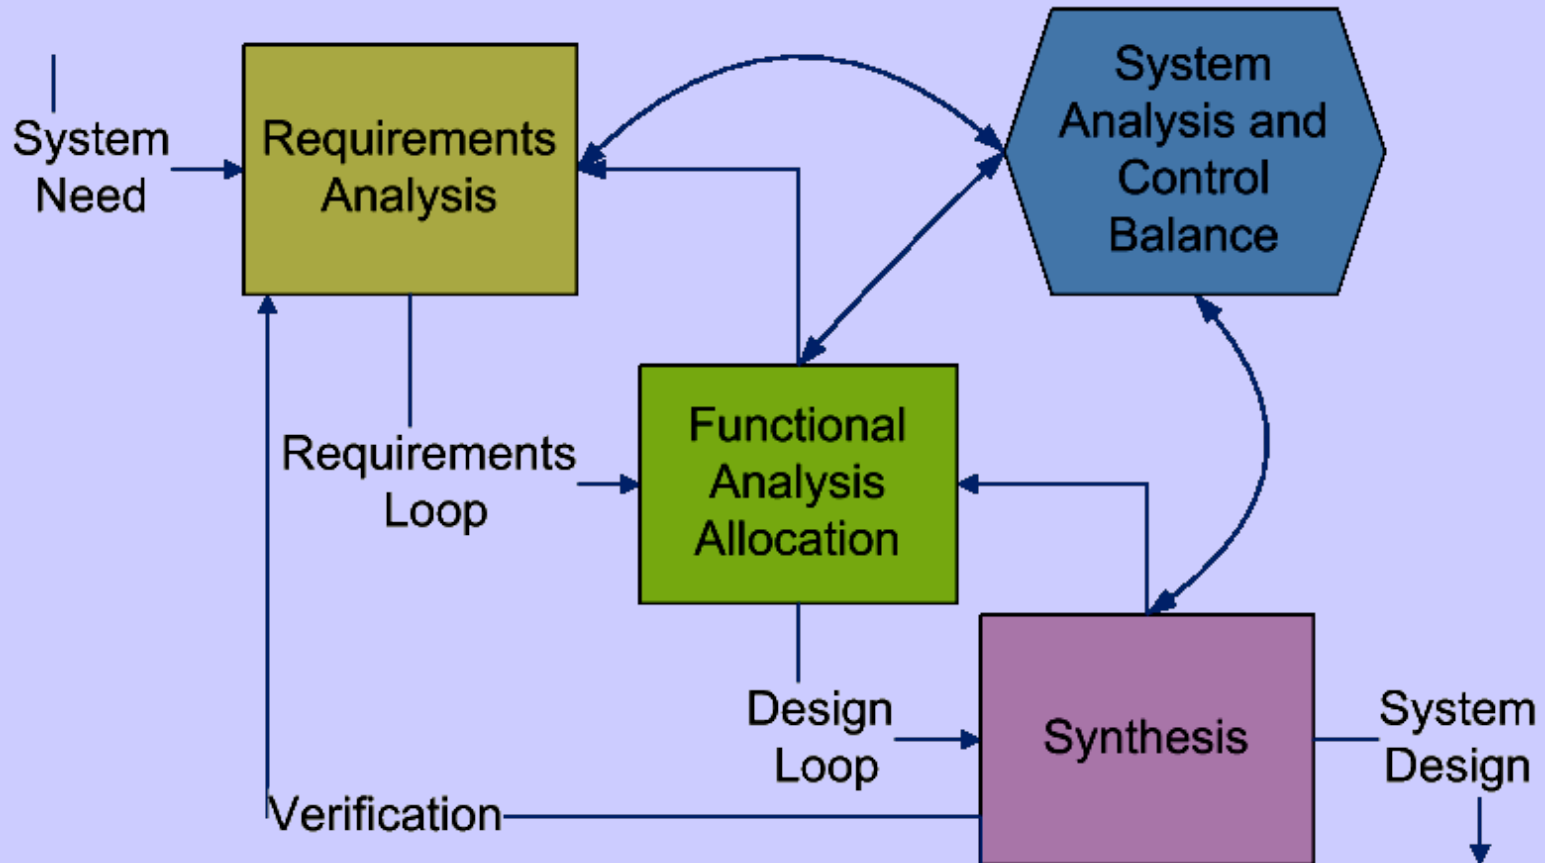 System
Need
Requirements
Analysis
System
Analysis and
Control
Balance
Requirements
Loop
Functional
Analysis
Allocation
Design
Loop
Synthesis
System
Design
Verification